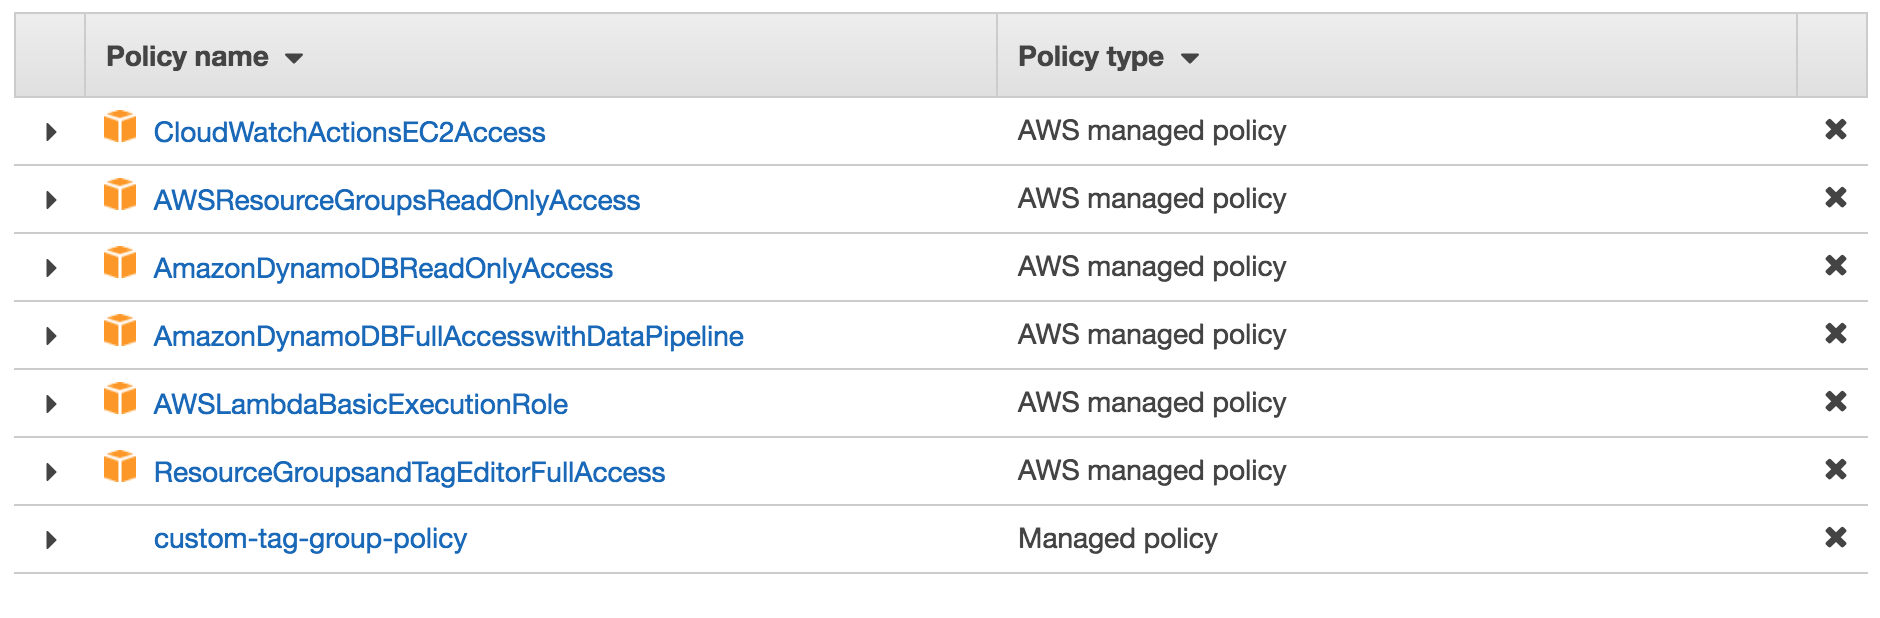 Policy name Policy type
CloudWatchActionsEC2Access AWS managed policy
AWSResourceGroupsReadOnlyAccess AWS managed policy
AmazonDynamoDBReadOnlyAccess AWS managed policy
AmazonDynamoDBFullAccesswithDataPipeline AWS managed policy
AWSLambdaBasicExecutionRole AWS managed policy
ResourceGroupsandTagEditorFullAccess AWS managed policy
custom-tag-group-policy Managed policy